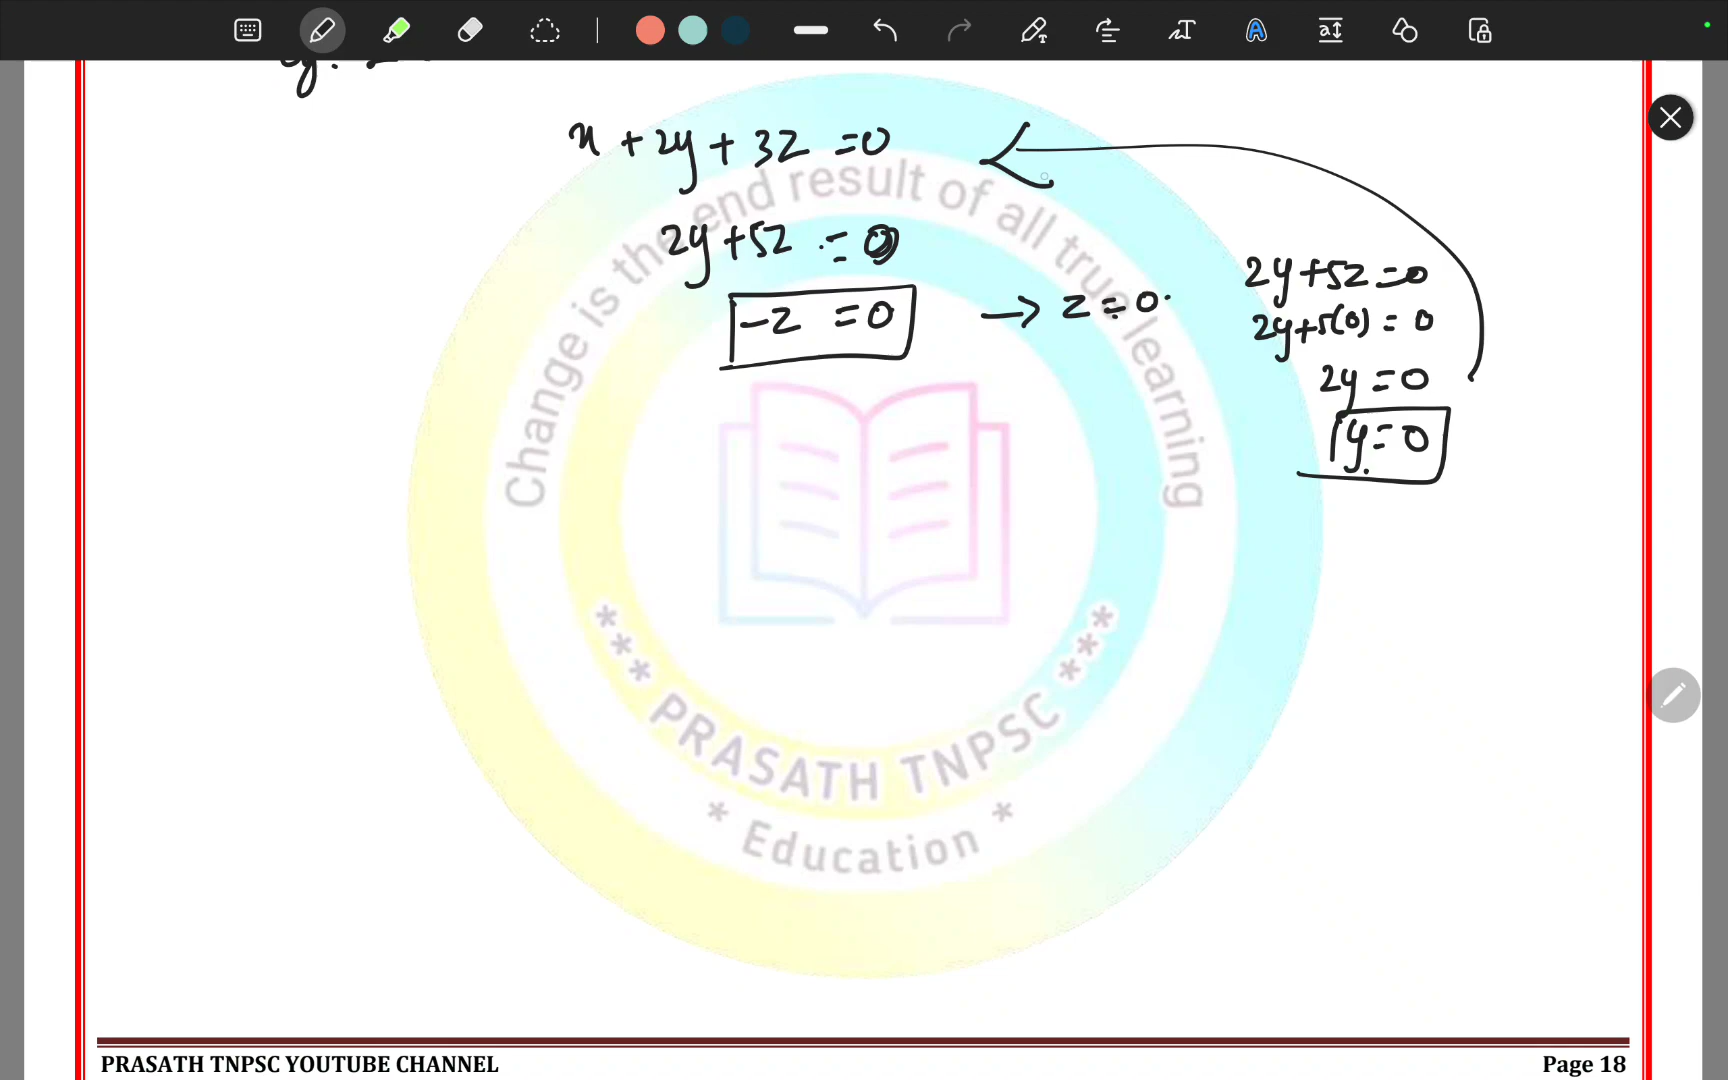 x + 2y + 3z = 0
2y + 5z = 0
-z = 0 → z = 0
2y + 5z = 0
2y + 5(0) = 0
2y = 0
y = 0
Change is the end result of all true learning
*** PRASATH TNPSC ***
* Education *
PRASATH TNPSC YOUTUBE CHANNEL
Page 18